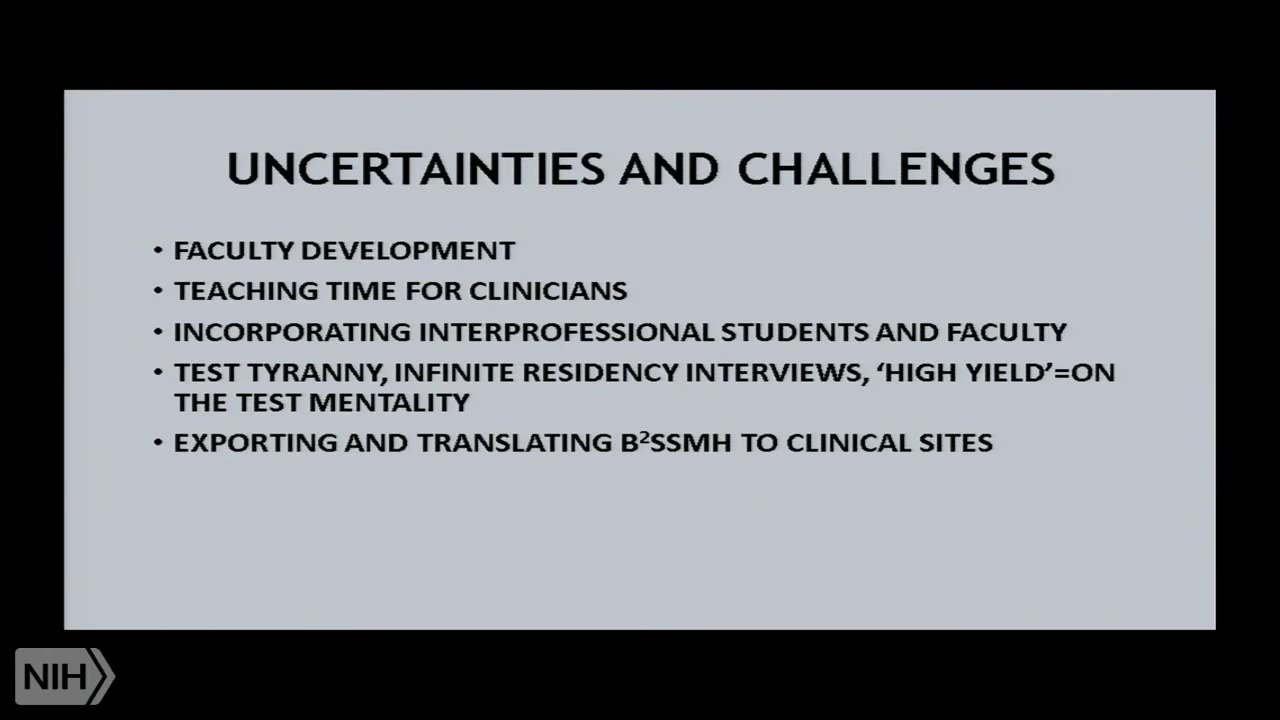 UNCERTAINTIES AND CHALLENGES
• FACULTY DEVELOPMENT
• TEACHING TIME FOR CLINICIANS
• INCORPORATING INTERPROFESSIONAL STUDENTS AND FACULTY
• TEST TYRANNY, INFINITE RESIDENCY INTERVIEWS, ‘HIGH YIELD’=ON
THE TEST MENTALITY
• EXPORTING AND TRANSLATING B²SSMH TO CLINICAL SITES
NIH